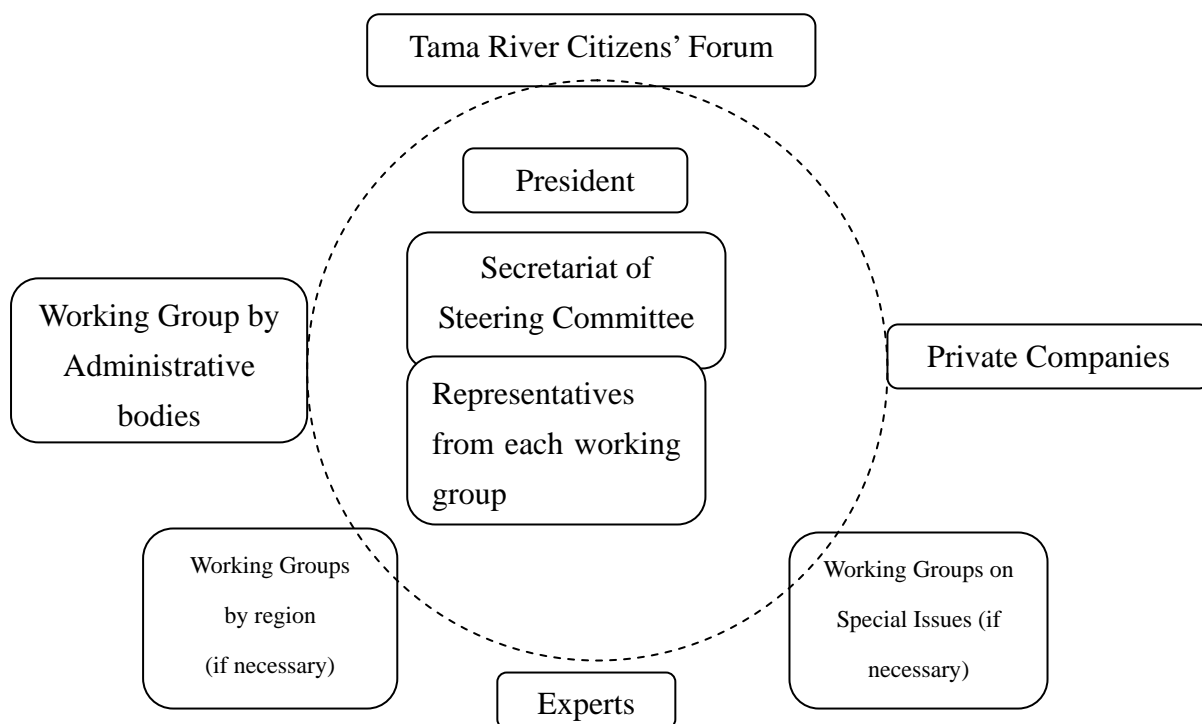 Tama River Citizens’ Forum
President
Secretariat of
Steering Committee
Working Group by
Administrative
bodies
Private Companies
Representatives
from each working
group
Working Groups
by region
(if necessary)
Working Groups on
Special Issues (if
necessary)
Experts